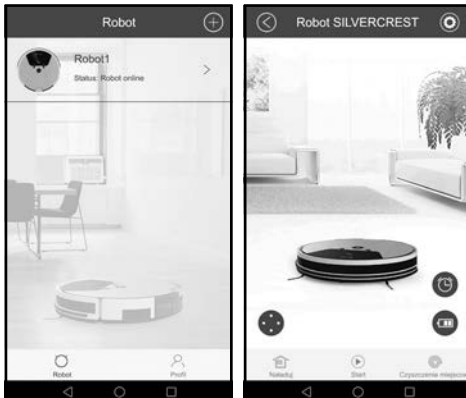 Robot
Robot1
Status: Robot online
Robot
Profil
Robot SILVERCREST
Naładuj
Start
Czyszczenie miejscowe